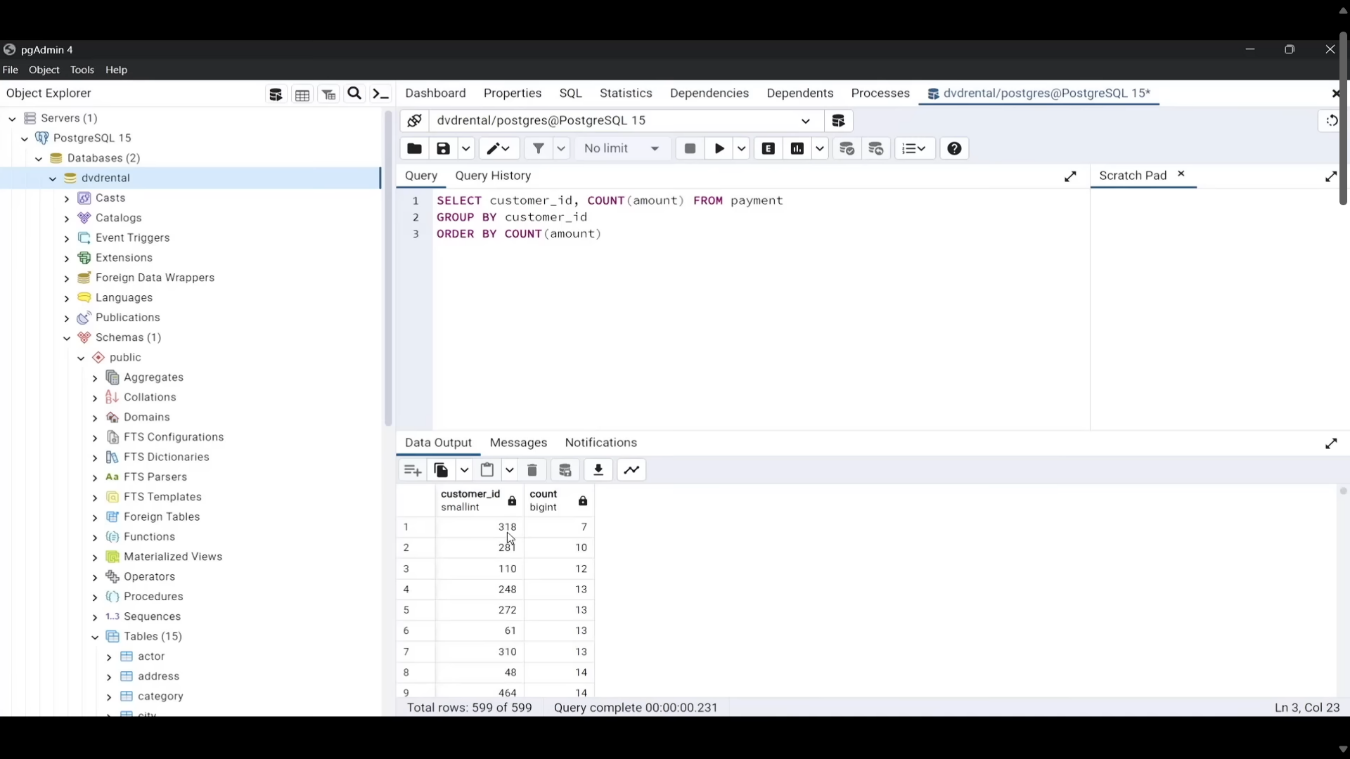 pgAdmin 4
File Object Tools Help
Object Explorer
Dashboard Properties SQL Statistics Dependencies Dependents Processes dvdrental/postgres@PostgreSQL 15*
Servers (1)
PostgreSQL 15
Databases (2)
dvdrental
Casts
Catalogs
Event Triggers
Extensions
Foreign Data Wrappers
Languages
Publications
Schemas (1)
public
Aggregates
Collations
Domains
FTS Configurations
FTS Dictionaries
Aa FTS Parsers
FTS Templates
Foreign Tables
Functions
Materialized Views
Operators
Procedures
1..3 Sequences
Tables (15)
actor
address
category
city
dvdrental/postgres@PostgreSQL 15
No limit
E
Query Query History
Scratch Pad
1 SELECT customer_id, COUNT(amount) FROM payment
2 GROUP BY customer_id
3 ORDER BY COUNT(amount)
Data Output Messages Notifications
customer_id count
smallint bigint
1 318 7
2 281 10
3 110 12
4 248 13
5 272 13
6 61 13
7 310 13
8 48 14
9 464 14
Total rows: 599 of 599 Query complete 00:00:00.231 Ln 3, Col 23